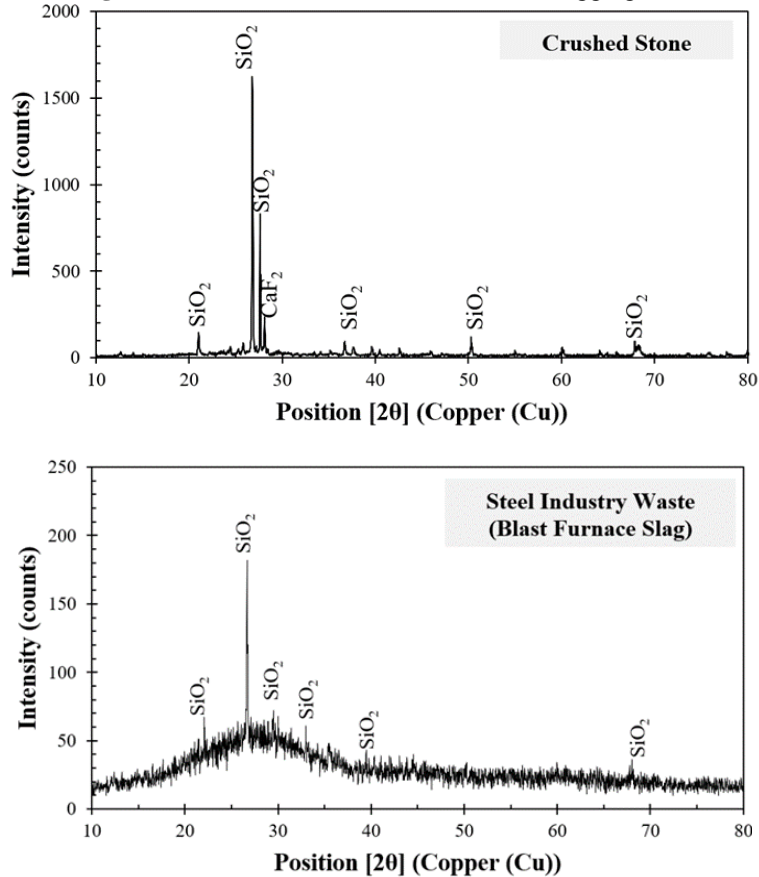 2000
1500
1000
500
0
Intensity (counts)
Crushed Stone
SiO₂
SiO₂
SiO₂
CaF₂
SiO₂
SiO₂
SiO₂
10 20 30 40 50 60 70 80
Position [2θ] (Copper (Cu))
250
200
150
100
50
0
Intensity (counts)
Steel Industry Waste
(Blast Furnace Slag)
SiO₂
SiO₂
SiO₂
SiO₂
SiO₂
SiO₂
10 20 30 40 50 60 70 80
Position [2θ] (Copper (Cu))